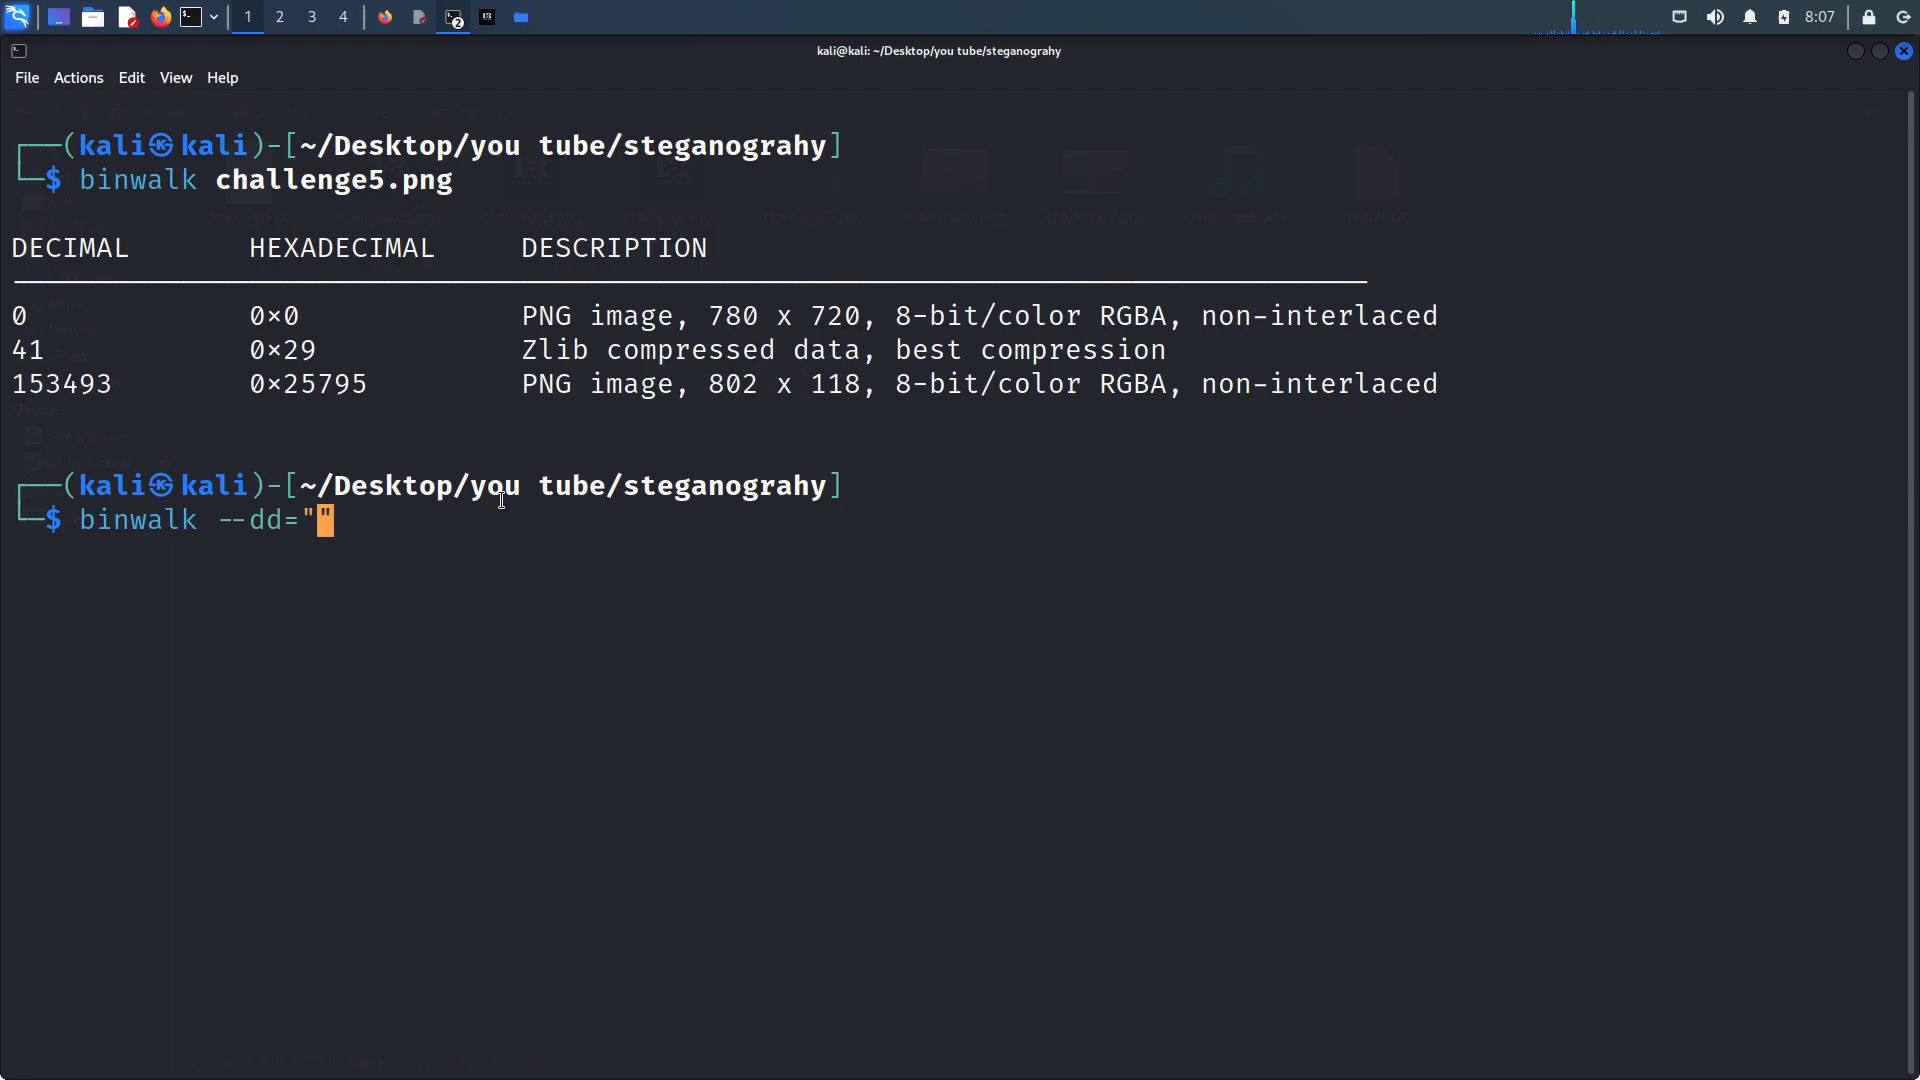 1 2 3 4 2 8:07
kali@kali: ~/Desktop/you tube/steganograhy
File Actions Edit View Help
┌──(kali㉿kali)-[~/Desktop/you tube/steganograhy]
└─$ binwalk challenge5.png
DECIMAL HEXADECIMAL DESCRIPTION
0 0×0 PNG image, 780 x 720, 8-bit/color RGBA, non-interlaced
41 0×29 Zlib compressed data, best compression
153493 0×25795 PNG image, 802 x 118, 8-bit/color RGBA, non-interlaced
┌──(kali㉿kali)-[~/Desktop/you tube/steganograhy]
└─$ binwalk --dd=""